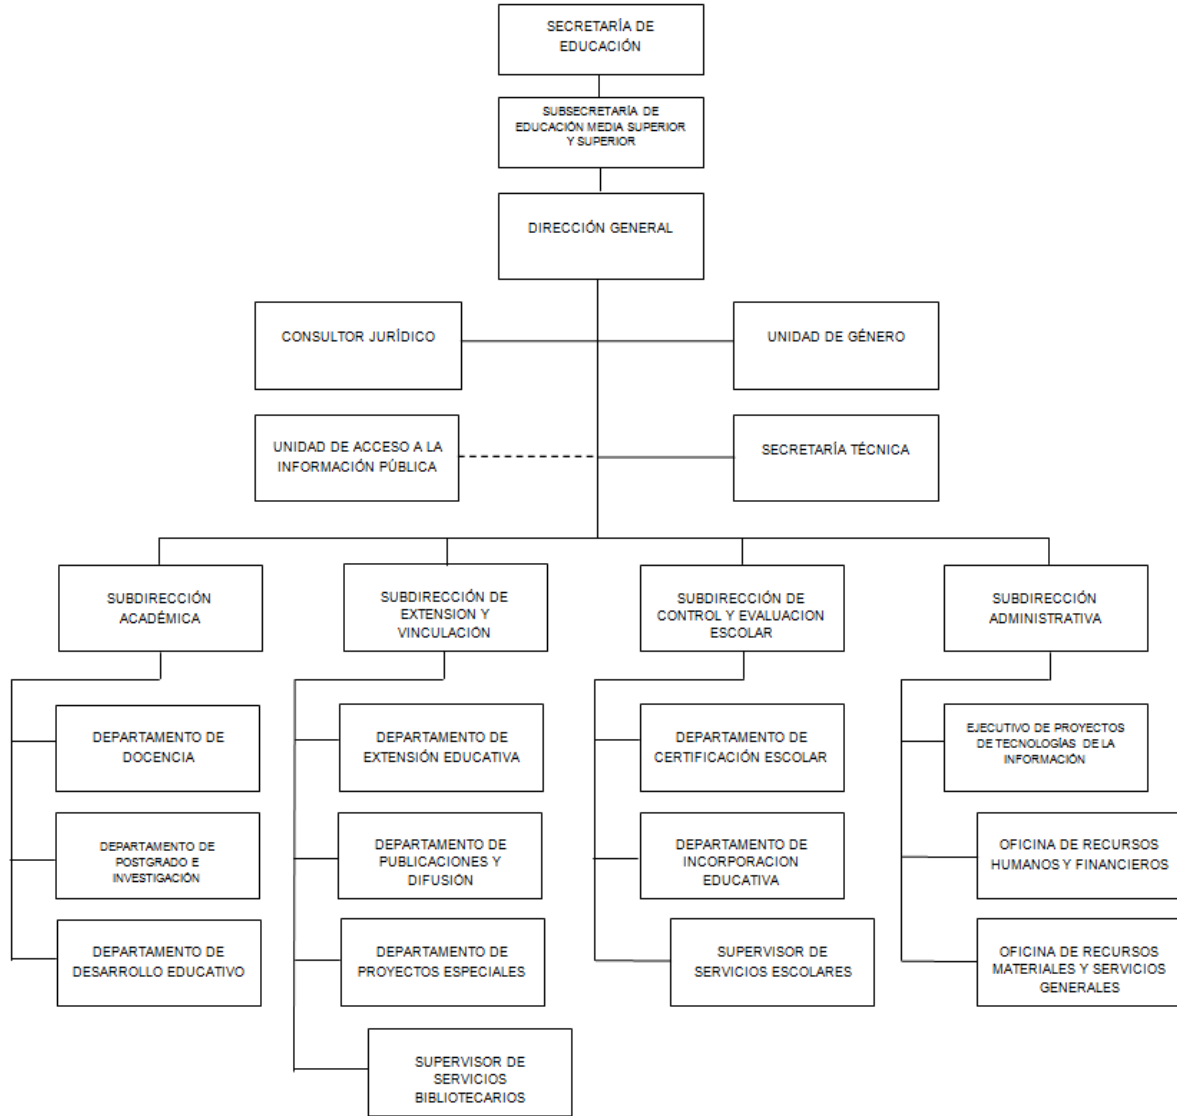 SECRETARÍA DE
EDUCACIÓN
SUBSECRETARÍA DE
EDUCACIÓN MEDIA SUPERIOR
Y SUPERIOR
DIRECCIÓN GENERAL
CONSULTOR JURÍDICO
UNIDAD DE GÉNERO
UNIDAD DE ACCESO A LA
INFORMACIÓN PÚBLICA
SECRETARÍA TÉCNICA
SUBDIRECCIÓN
ACADÉMICA
SUBDIRECCIÓN DE
EXTENSION Y
VINCULACIÓN
SUBDIRECCIÓN DE
CONTROL Y EVALUACION
ESCOLAR
SUBDIRECCIÓN
ADMINISTRATIVA
DEPARTAMENTO DE
DOCENCIA
DEPARTAMENTO DE
EXTENSIÓN EDUCATIVA
DEPARTAMENTO DE
CERTIFICACIÓN ESCOLAR
EJECUTIVO DE PROYECTOS
DE TECNOLOGÍAS DE LA
INFORMACIÓN
DEPARTAMENTO DE
POSTGRADO E
INVESTIGACIÓN
DEPARTAMENTO DE
PUBLICACIONES Y
DIFUSIÓN
DEPARTAMENTO DE
INCORPORACION
EDUCATIVA
OFICINA DE RECURSOS
HUMANOS Y FINANCIEROS
DEPARTAMENTO DE
DESARROLLO EDUCATIVO
DEPARTAMENTO DE
PROYECTOS ESPECIALES
SUPERVISOR DE
SERVICIOS ESCOLARES
OFICINA DE RECURSOS
MATERIALES Y SERVICIOS
GENERALES
SUPERVISOR DE
SERVICIOS
BIBLIOTECARIOS